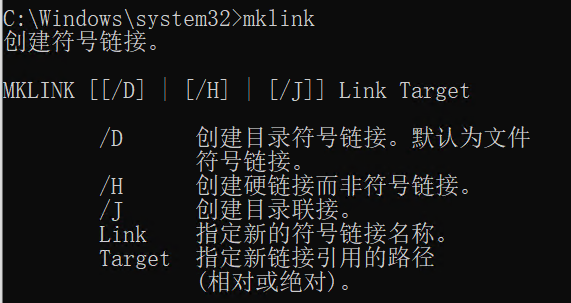 C:\Windows\system32>mklink
创建符号链接。
MKLINK [[/D] | [/H] | [/J]] Link Target
/D 创建目录符号链接。默认为文件
符号链接。
/H 创建硬链接而非符号链接。
/J 创建目录联接。
Link 指定新的符号链接名称。
Target 指定新链接引用的路径
(相对或绝对)。